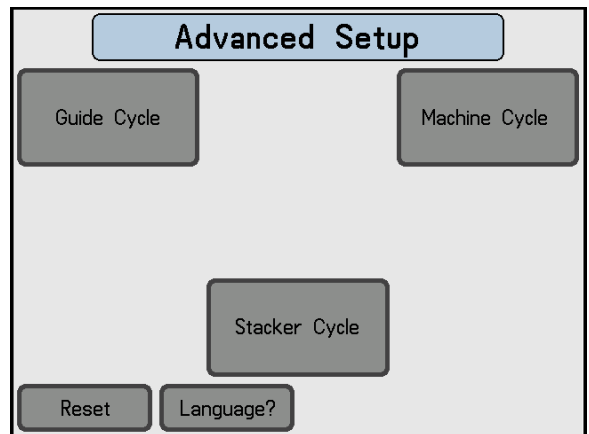 Advanced Setup
Guide Cycle
Machine Cycle
Stacker Cycle
Reset
Language?